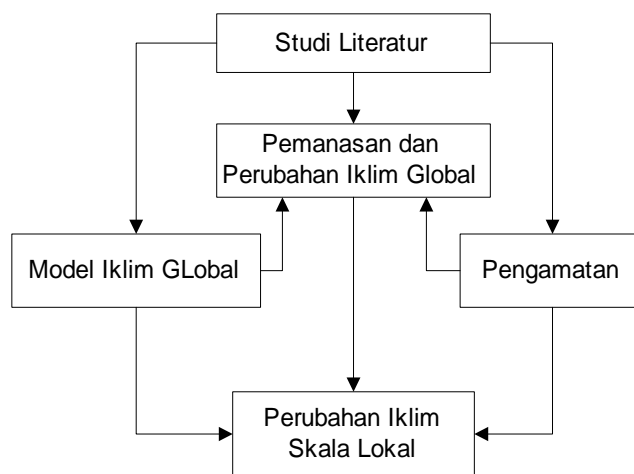 Studi Literatur
Pemanasan dan
Perubahan Iklim Global
Model Iklim GLobal
Pengamatan
Perubahan Iklim
Skala Lokal